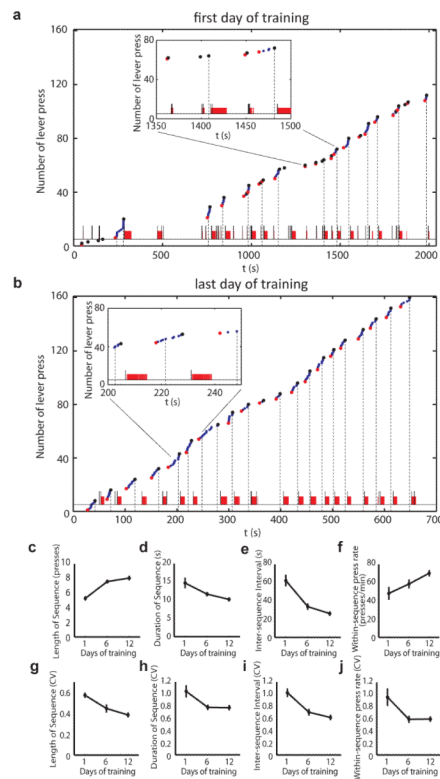 a
first day of training
160
120
80
40
0
Number of lever press
80
40
0
Number of lever press
1350
1400
1450
1500
t (s)
0
500
1000
1500
2000
t (s)
b
last day of training
160
120
80
40
0
Number of lever press
80
40
0
Number of lever press
200
220
240
t (s)
0
100
200
300
400
500
600
700
t (s)
c
Length of Sequence (presses)
10
8
6
4
2
0
1 6 12
Days of training
d
Duration of Sequence (s)
20
15
10
5
0
1 6 12
Days of training
e
Inter-sequence Interval (s)
80
60
40
20
0
1 6 12
Days of training
f
Within-sequence press rate
(presses/min)
80
60
40
20
0
1 6 12
Days of training
g
Length of Sequence (CV)
0.6
0.4
0.2
0.0
1 6 12
Days of training
h
Duration of Sequence (CV)
1.2
1.0
0.8
0.6
0.4
0.2
0.0
1 6 12
Days of training
i
Inter-sequence Interval (CV)
1.2
1.0
0.8
0.6
0.4
0.2
0.0
1 6 12
Days of training
j
Within-sequence press rate (CV)
1.2
1.0
0.8
0.6
0.4
0.2
0.0
1 6 12
Days of training